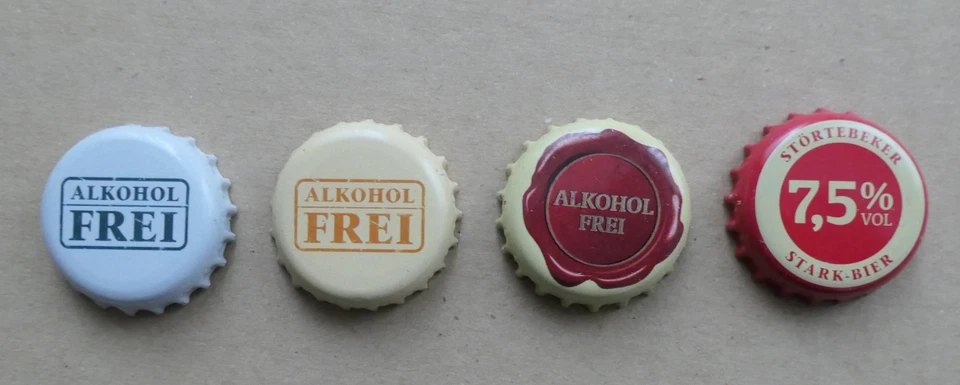 ALKOHOL
FREI
ALKOHOL
FREI
ALKOHOL
FREI
STÖRTEBEKER
7,5%
VOL
STARK-BIER